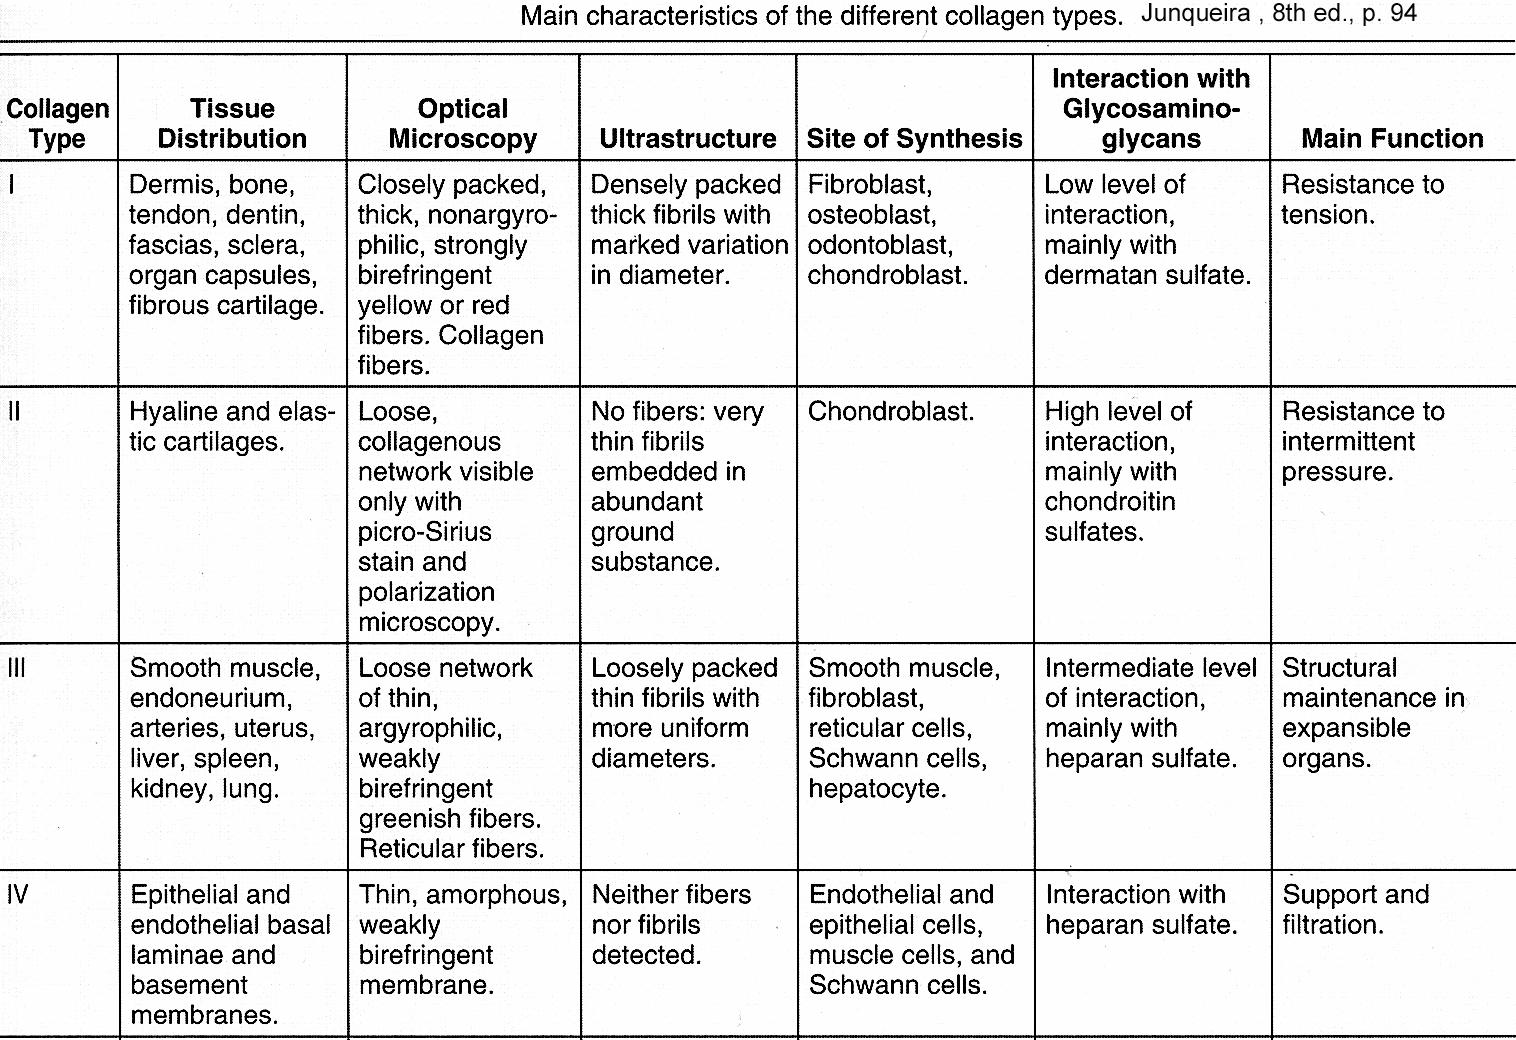 Main characteristics of the different collagen types. Junqueira , 8th ed., p. 94
Collagen
Type
Tissue
Distribution
Optical
Microscopy
Ultrastructure
Site of Synthesis
Interaction with
Glycosamino-
glycans
Main Function
I
Dermis, bone,
tendon, dentin,
fascias, sclera,
organ capsules,
fibrous cartilage.
Closely packed,
thick, nonargyro-
philic, strongly
birefringent
yellow or red
fibers. Collagen
fibers.
Densely packed
thick fibrils with
marked variation
in diameter.
Fibroblast,
osteoblast,
odontoblast,
chondroblast.
Low level of
interaction,
mainly with
dermatan sulfate.
Resistance to
tension.
II
Hyaline and elas-
tic cartilages.
Loose,
collagenous
network visible
only with
picro-Sirius
stain and
polarization
microscopy.
No fibers: very
thin fibrils
embedded in
abundant
ground
substance.
Chondroblast.
High level of
interaction,
mainly with
chondroitin
sulfates.
Resistance to
intermittent
pressure.
III
Smooth muscle,
endoneurium,
arteries, uterus,
liver, spleen,
kidney, lung.
Loose network
of thin,
argyrophilic,
weakly
birefringent
greenish fibers.
Reticular fibers.
Loosely packed
thin fibrils with
more uniform
diameters.
Smooth muscle,
fibroblast,
reticular cells,
Schwann cells,
hepatocyte.
Intermediate level
of interaction,
mainly with
heparan sulfate.
Structural
maintenance in
expansible
organs.
IV
Epithelial and
endothelial basal
laminae and
basement
membranes.
Thin, amorphous,
weakly
birefringent
membrane.
Neither fibers
nor fibrils
detected.
Endothelial and
epithelial cells,
muscle cells, and
Schwann cells.
Interaction with
heparan sulfate.
Support and
filtration.